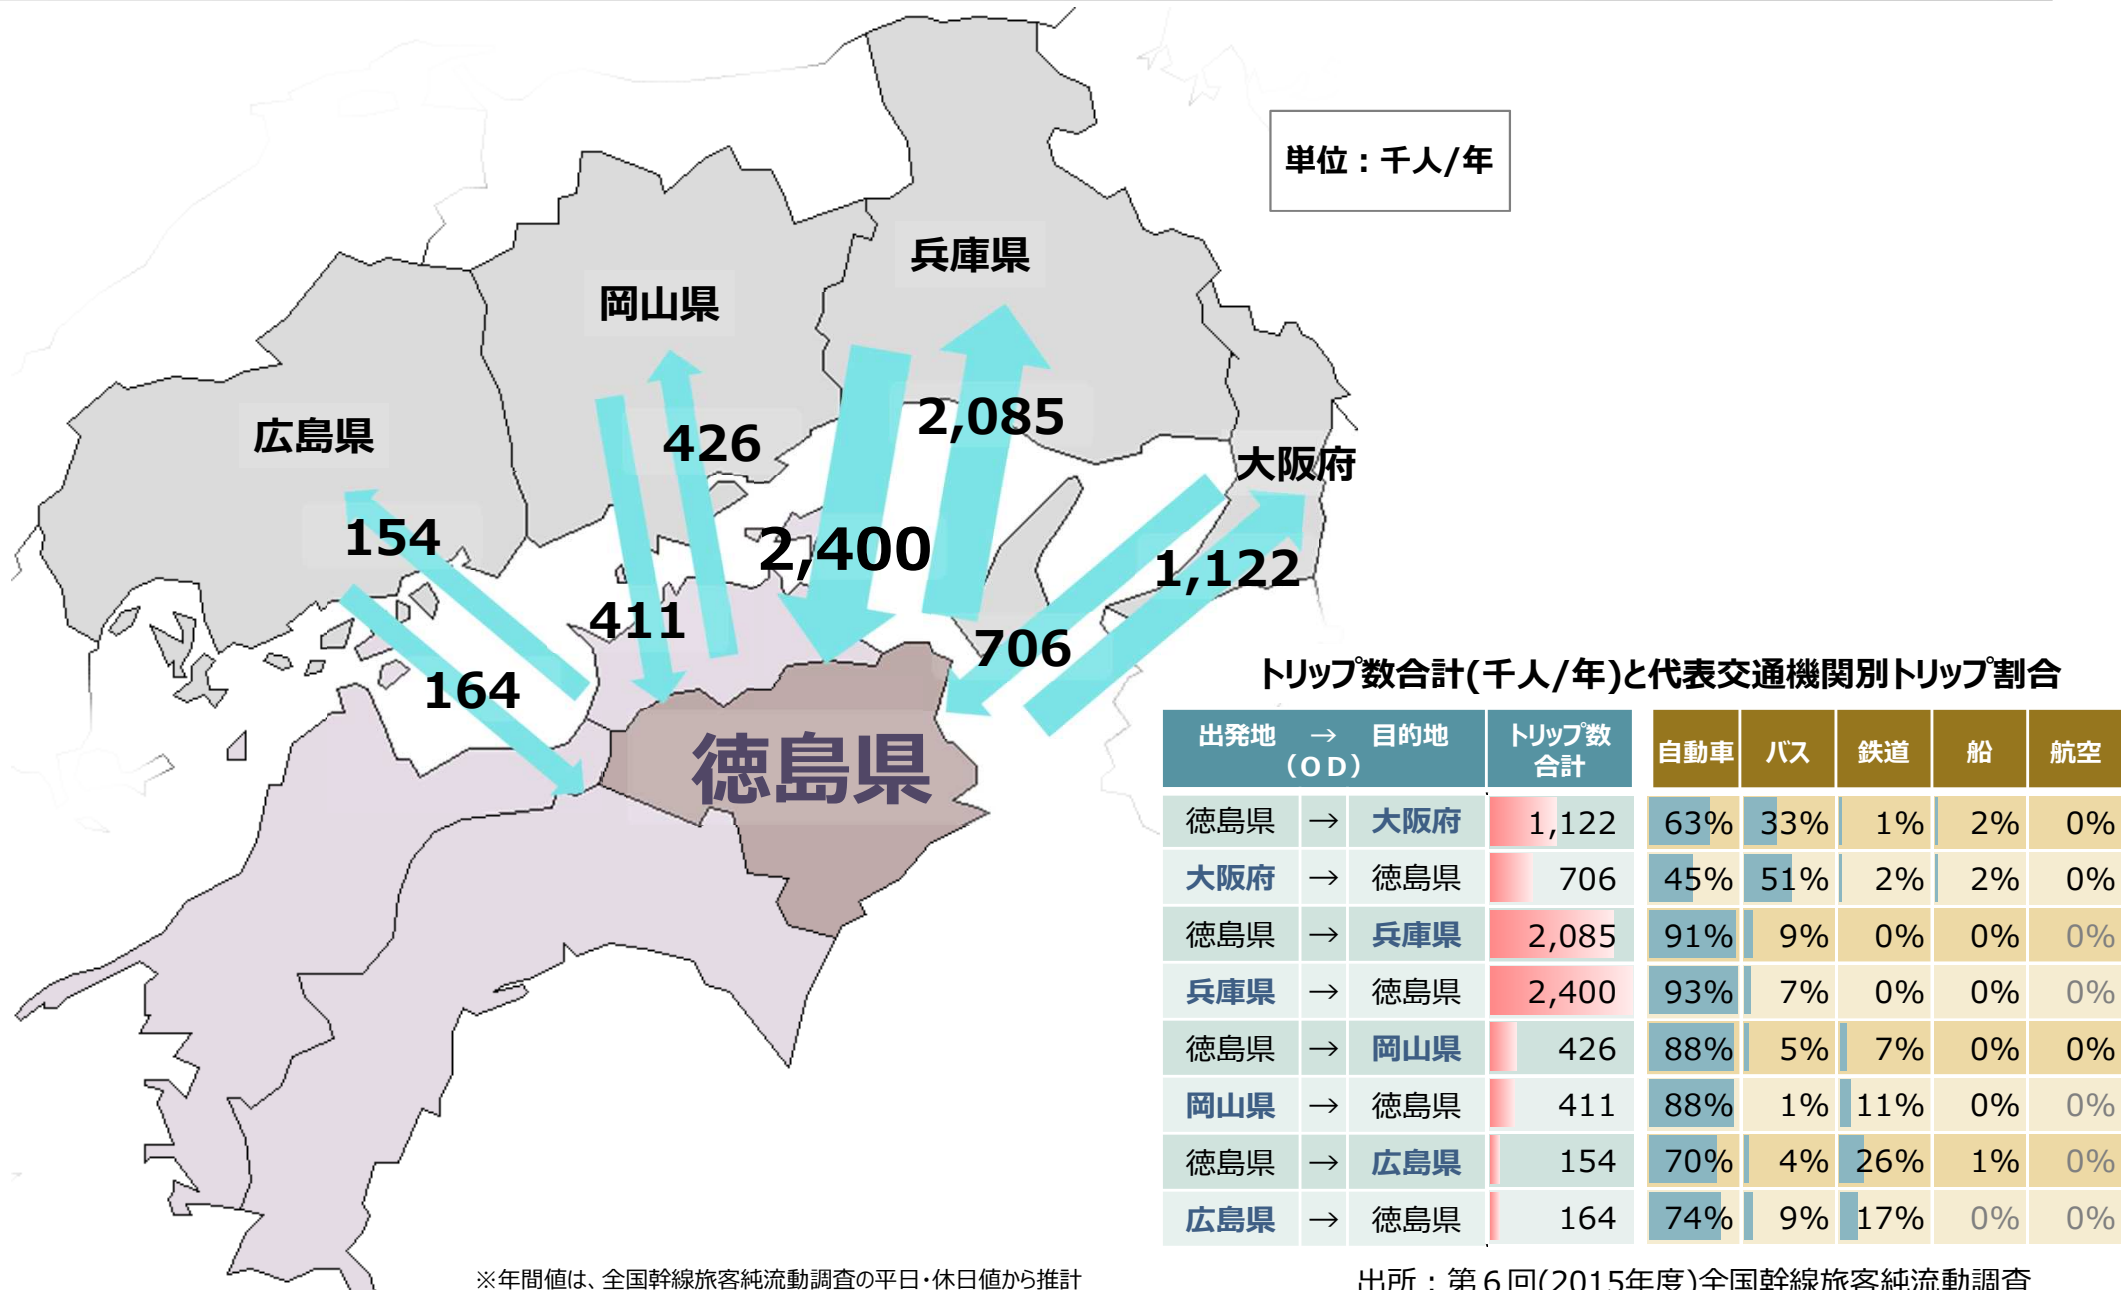 単位：千人/年
兵庫県
岡山県
広島県
大阪府
2,085
426
154
2,400
1,122
411
706
164
徳島県
トリップ数合計(千人/年)と代表交通機関別トリップ割合
出発地 → 目的地 （OD） トリップ数 合計 自動車 バス 鉄道 船 航空
徳島県 → 大阪府 1,122 63% 33% 1% 2% 0%
大阪府 → 徳島県 706 45% 51% 2% 2% 0%
徳島県 → 兵庫県 2,085 91% 9% 0% 0% 0%
兵庫県 → 徳島県 2,400 93% 7% 0% 0% 0%
徳島県 → 岡山県 426 88% 5% 7% 0% 0%
岡山県 → 徳島県 411 88% 1% 11% 0% 0%
徳島県 → 広島県 154 70% 4% 26% 1% 0%
広島県 → 徳島県 164 74% 9% 17% 0% 0%
※年間値は、全国幹線旅客純流動調査の平日・休日値から推計
出所：第６回(2015年度)全国幹線旅客純流動調査